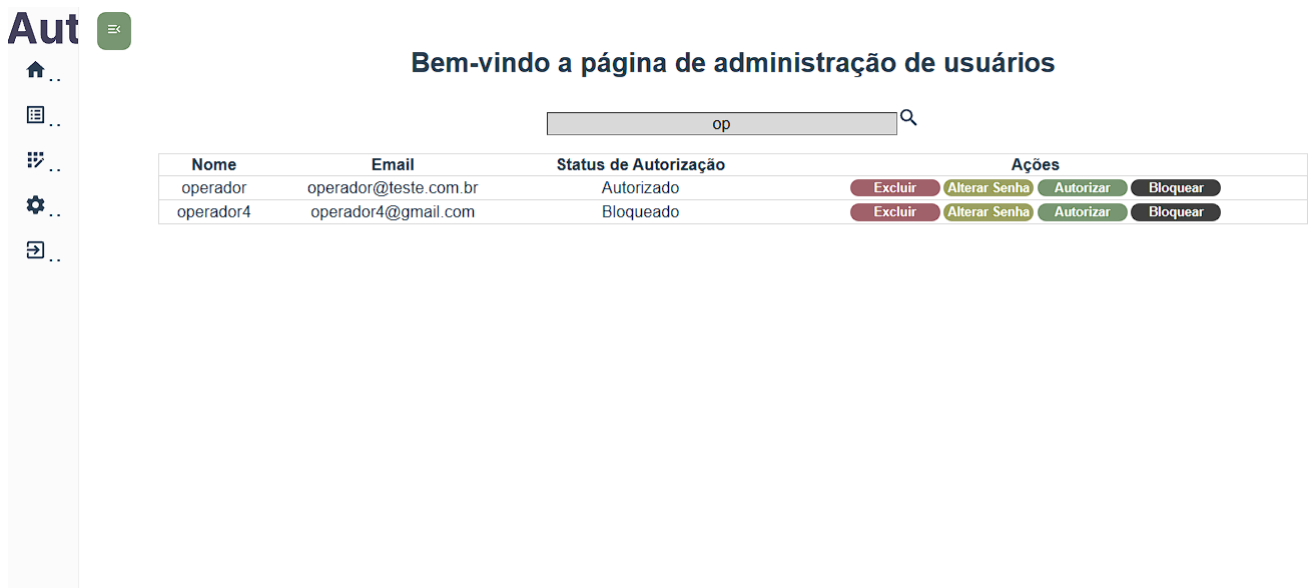 Aut
Bem-vindo a página de administração de usuários
..
..
op
..
Nome Email Status de Autorização Ações
operador operador@teste.com.br Autorizado Excluir Alterar Senha Autorizar Bloquear
..
operador4 operador4@gmail.com Bloqueado Excluir Alterar Senha Autorizar Bloquear
..